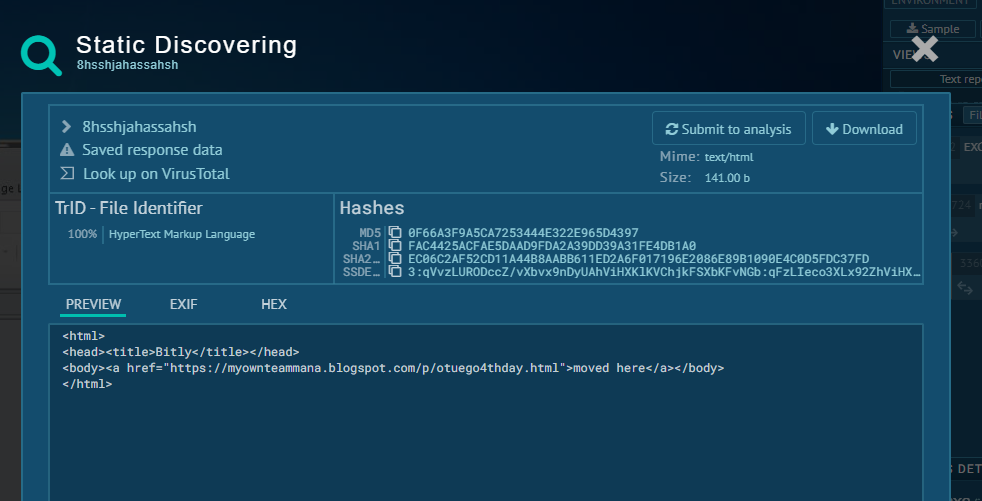 ENVIRONMENT
Sample
Static Discovering
8hsshjahassahsh
Text rep
8hsshjahassahsh
Submit to analysis
Download
Saved response data
Mime: text/html
Look up on VirusTotal
Size: 141.00 b
TrID - File Identifier
Hashes
100% HyperText Markup Language
MD5 0F66A3F9A5CA7253444E322E965D4397
SHA1 FAC4425ACFAE5DAAD9FDA2A39DD39A31FE4DB1A0
SHA2… EC06C2AF52CD11A44B8AABB611ED2A6F017196E2086E89B1090E4C0D5FDC37FD
SSDE… 3:qVvzLURODccZ/vXbvx9nDyUAhViHXKlKVChjkFSXbKFvNGb:qFzLIeco3XLx92ZhViHX…
PREVIEW EXIF HEX
<html>
<head><title>Bitly</title></head>
<body><a href="https://myownteammana.blogspot.com/p/otuego4thday.html">moved here</a></body>
</html>